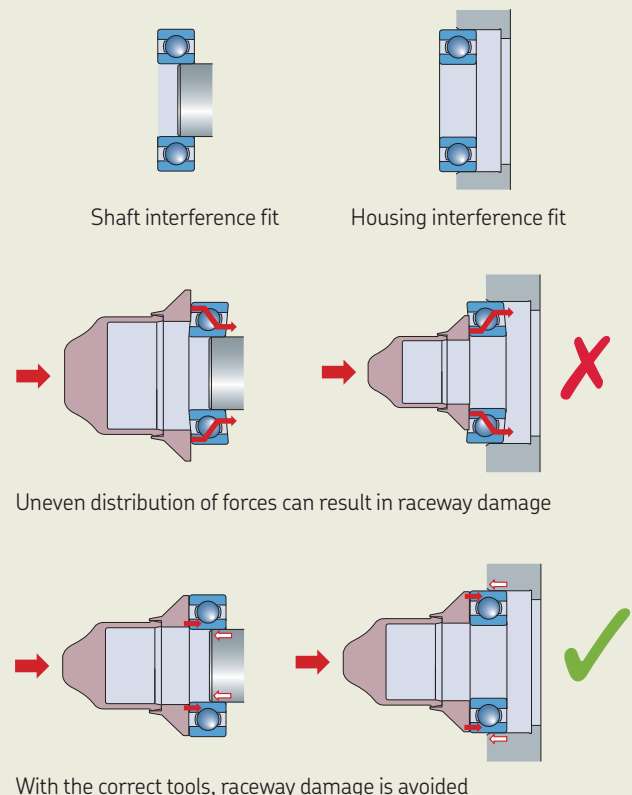 Shaft interference fit
Housing interference fit
Uneven distribution of forces can result in raceway damage
With the correct tools, raceway damage is avoided